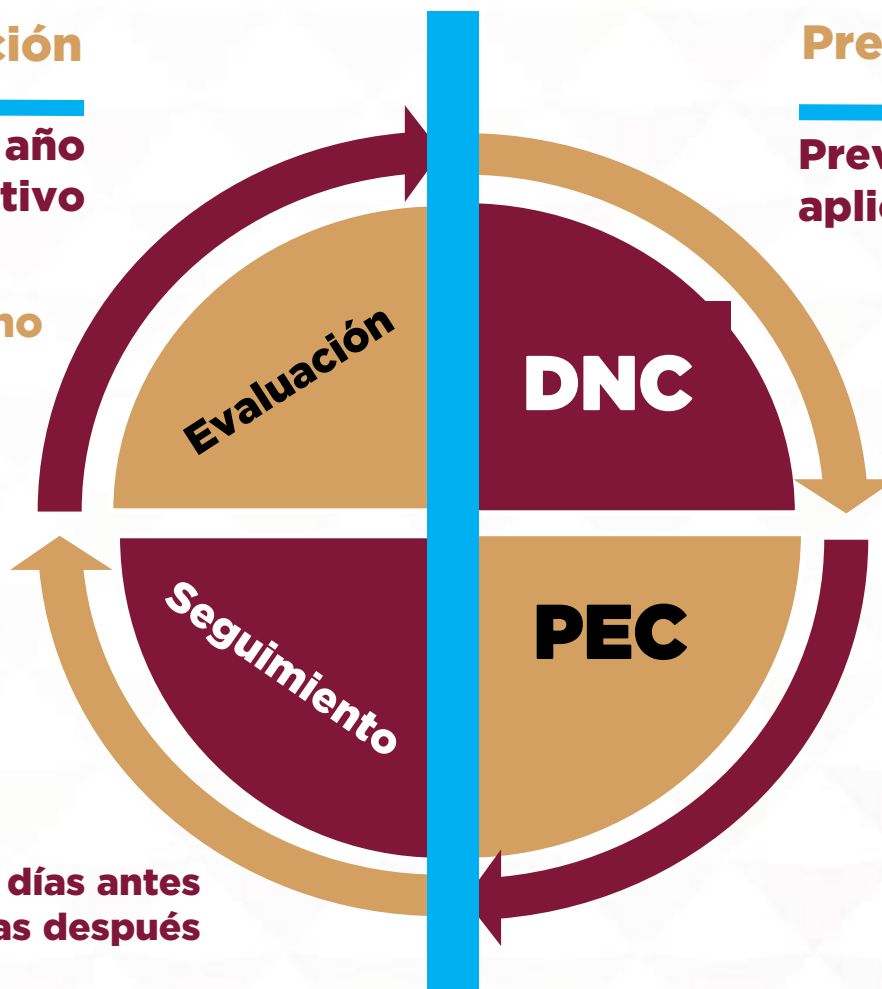 ción
año
tivo
no
Pre
Prev
aplic
Evaluación
DNC
Seguimiento
PEC
días antes
as después